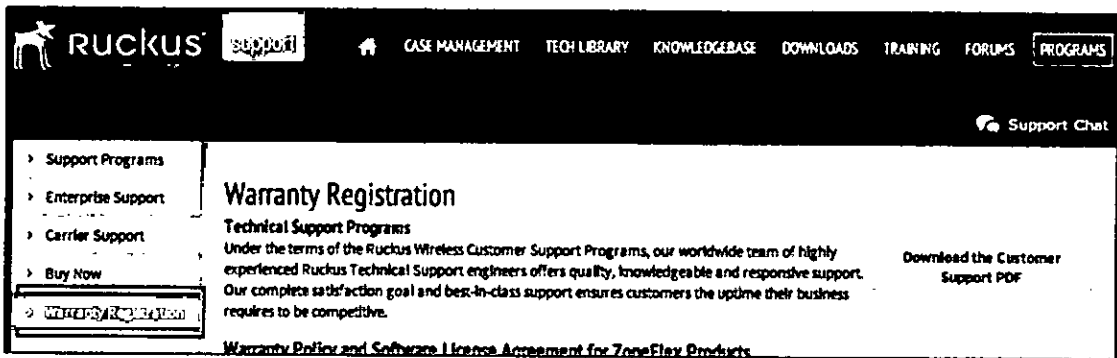 Ruckus support CASE MANAGEMENT TECH LIBRARY KNOWLEDGEBASE DOWNLOADS TRAINING FORUMS PROGRAMS
Support Chat
› Support Programs
› Enterprise Support
› Carrier Support
› Buy Now
› Warranty Registration
Warranty Registration
Technical Support Programs
Under the terms of the Ruckus Wireless Customer Support Programs, our worldwide team of highly
experienced Ruckus Technical Support engineers offers quality, knowledgeable and responsive support.
Our complete satisfaction goal and best-in-class support ensures customers the uptime their business
requires to be competitive.
Warranty Policy and Software License Agreement for ZoneFlex Products
Download the Customer
Support PDF